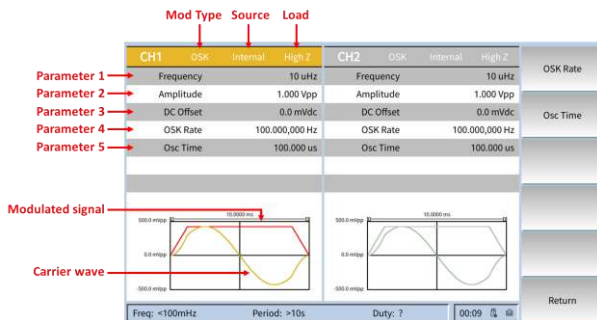 Mod Type Source Load
CH1 OSK Internal High Z CH2 OSK Internal High Z
OSK Rate
Parameter 1 Frequency 10 uHz Frequency 10 uHz
Parameter 2 Amplitude 1.000 Vpp Amplitude 1.000 Vpp
Parameter 3 DC Offset 0.0 mVdc DC Offset 0.0 mVdc
Osc Time
Parameter 4 OSK Rate 100.000,000 Hz OSK Rate 100.000,000 Hz
Parameter 5 Osc Time 100.000 us Osc Time 100.000 us
Modulated signal
10.0000 ms 10.0000 ms
500.0 mVpp 500.0 mVpp
0.0 mVpp 0.0 mVpp
Carrier wave
-500.0 mVpp -500.0 mVpp
Return
Freq: <100mHz Period: >10s Duty: ? 00:09